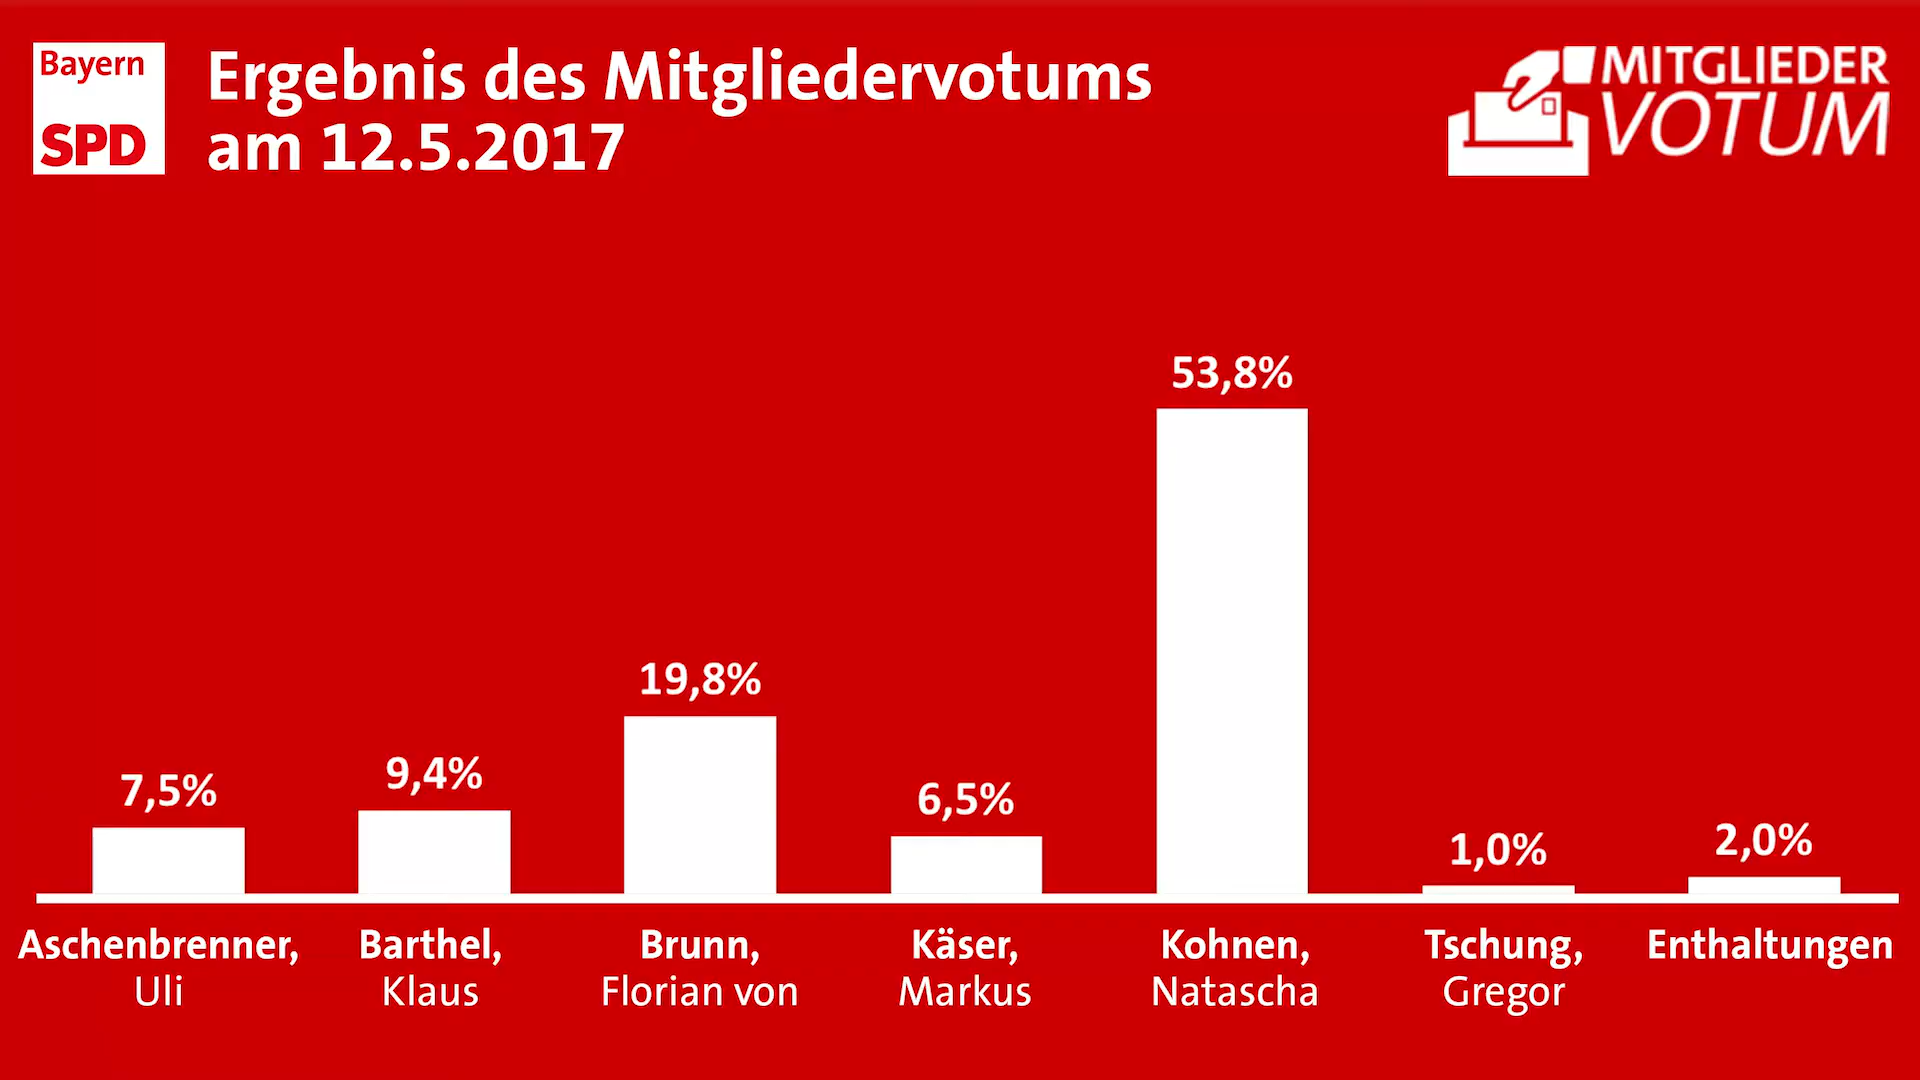 Bayern
SPD
Ergebnis des Mitgliedervotums
am 12.5.2017
MITGLIEDER
VOTUM
53,8%
19,8%
9,4%
7,5%
6,5%
2,0%
1,0%
Aschenbrenner,
Uli
Barthel,
Klaus
Brunn,
Florian von
Käser,
Markus
Kohnen,
Natascha
Tschung,
Gregor
Enthaltungen